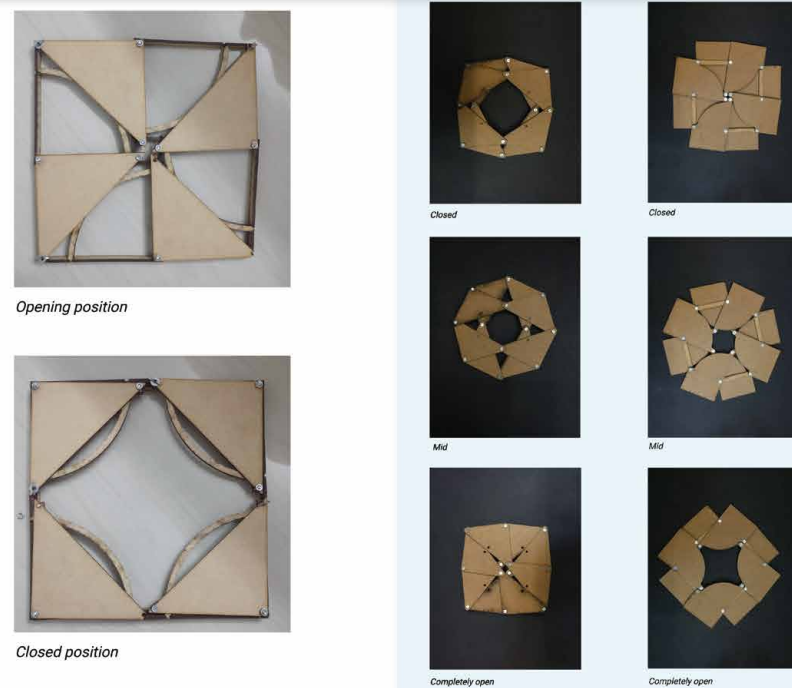 Opening position
Closed position
Closed
Mid
Completely open
Closed
Mid
Completely open